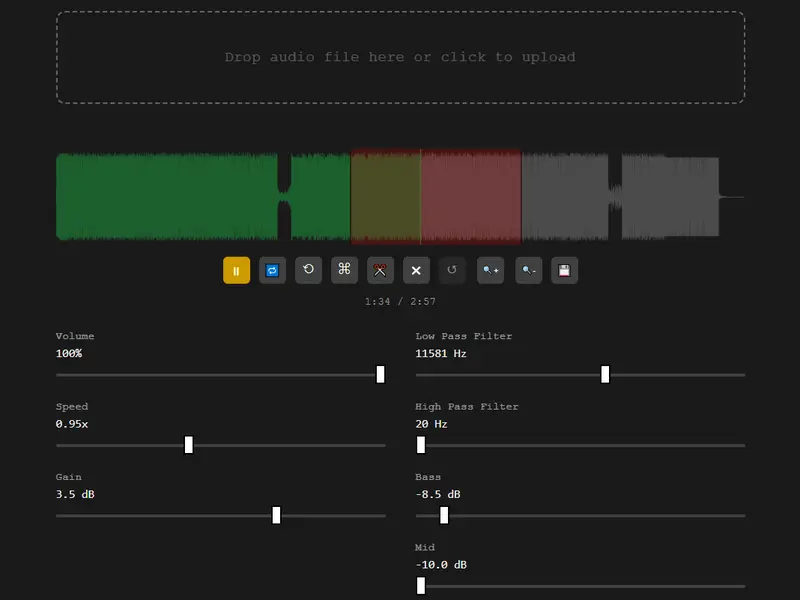 Drop audio file here or click to upload
1:34 / 2:57
Volume
100%
Speed
0.95x
Gain
3.5 dB
Low Pass Filter
11581 Hz
High Pass Filter
20 Hz
Bass
-8.5 dB
Mid
-10.0 dB